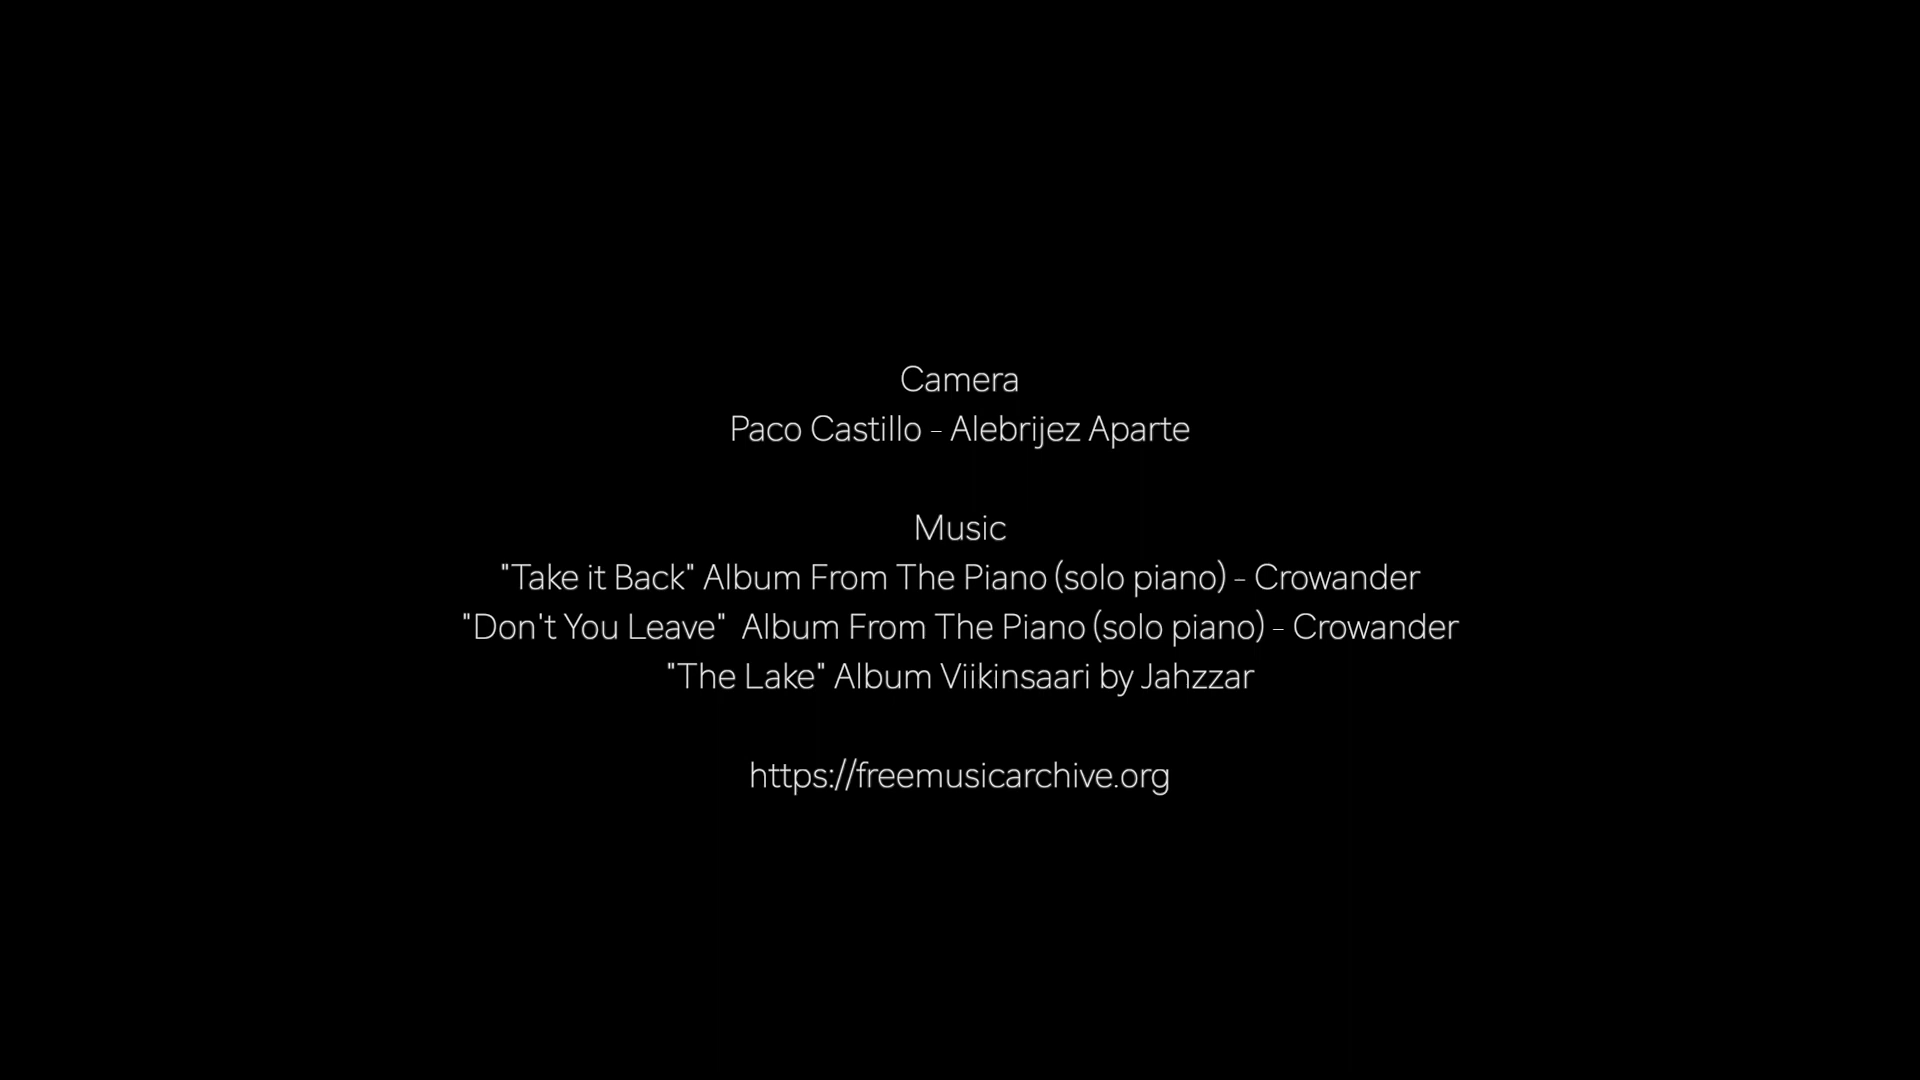 Camera
Paco Castillo - Alebrijez Aparte
Music
"Take it Back" Album From The Piano (solo piano) - Crowander
"Don't You Leave"  Album From The Piano (solo piano) - Crowander
"The Lake" Album Viikinsaari by Jahzzar
https://freemusicarchive.org